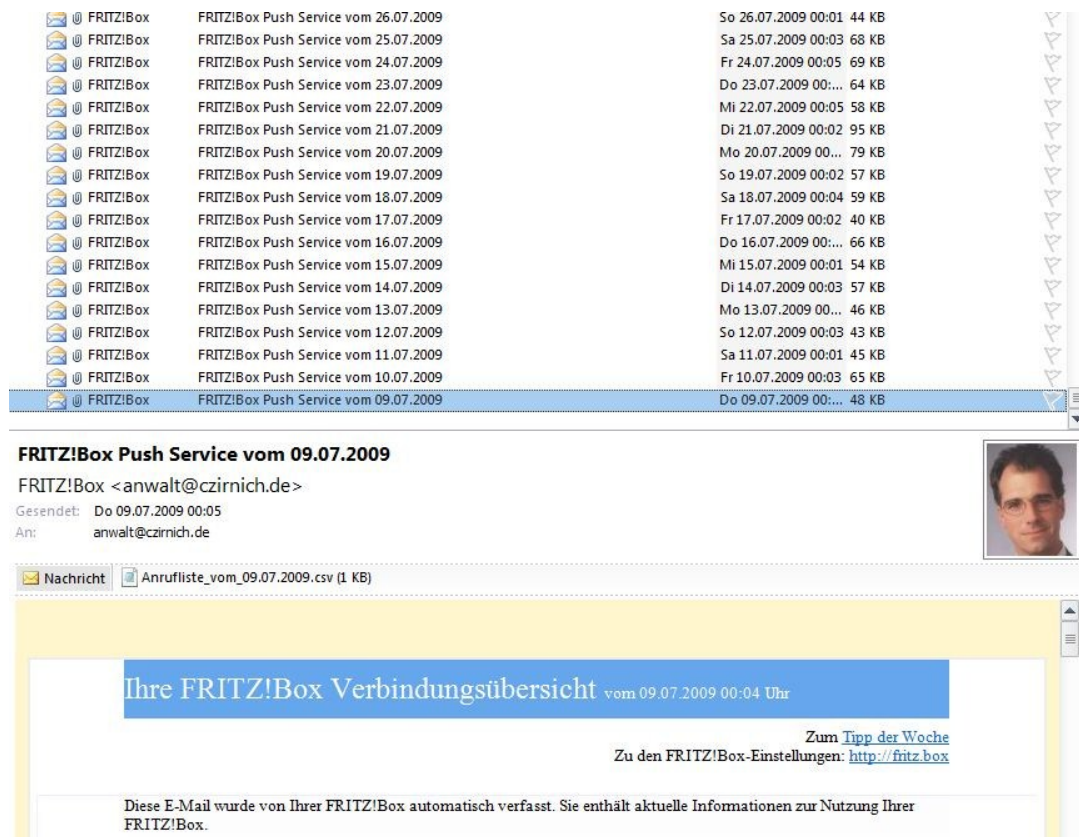 FRITZ!Box FRITZ!Box Push Service vom 26.07.2009 So 26.07.2009 00:01 44 KB
FRITZ!Box FRITZ!Box Push Service vom 25.07.2009 Sa 25.07.2009 00:03 68 KB
FRITZ!Box FRITZ!Box Push Service vom 24.07.2009 Fr 24.07.2009 00:05 69 KB
FRITZ!Box FRITZ!Box Push Service vom 23.07.2009 Do 23.07.2009 00:... 64 KB
FRITZ!Box FRITZ!Box Push Service vom 22.07.2009 Mi 22.07.2009 00:05 58 KB
FRITZ!Box FRITZ!Box Push Service vom 21.07.2009 Di 21.07.2009 00:02 95 KB
FRITZ!Box FRITZ!Box Push Service vom 20.07.2009 Mo 20.07.2009 00... 79 KB
FRITZ!Box FRITZ!Box Push Service vom 19.07.2009 So 19.07.2009 00:02 57 KB
FRITZ!Box FRITZ!Box Push Service vom 18.07.2009 Sa 18.07.2009 00:04 59 KB
FRITZ!Box FRITZ!Box Push Service vom 17.07.2009 Fr 17.07.2009 00:02 40 KB
FRITZ!Box FRITZ!Box Push Service vom 16.07.2009 Do 16.07.2009 00:... 66 KB
FRITZ!Box FRITZ!Box Push Service vom 15.07.2009 Mi 15.07.2009 00:01 54 KB
FRITZ!Box FRITZ!Box Push Service vom 14.07.2009 Di 14.07.2009 00:03 57 KB
FRITZ!Box FRITZ!Box Push Service vom 13.07.2009 Mo 13.07.2009 00... 46 KB
FRITZ!Box FRITZ!Box Push Service vom 12.07.2009 So 12.07.2009 00:03 43 KB
FRITZ!Box FRITZ!Box Push Service vom 11.07.2009 Sa 11.07.2009 00:01 45 KB
FRITZ!Box FRITZ!Box Push Service vom 10.07.2009 Fr 10.07.2009 00:03 65 KB
FRITZ!Box FRITZ!Box Push Service vom 09.07.2009 Do 09.07.2009 00:... 48 KB
FRITZ!Box Push Service vom 09.07.2009
FRITZ!Box <anwalt@czirnich.de>
Gesendet: Do 09.07.2009 00:05
An: anwalt@czirnich.de
Nachricht Anrufliste_vom_09.07.2009.csv (1 KB)
Ihre FRITZ!Box Verbindungsübersicht vom 09.07.2009 00:04 Uhr
Zum Tipp der Woche
Zu den FRITZ!Box-Einstellungen: http://fritz.box
Diese E-Mail wurde von Ihrer FRITZ!Box automatisch verfasst. Sie enthält aktuelle Informationen zur Nutzung Ihrer
FRITZ!Box.